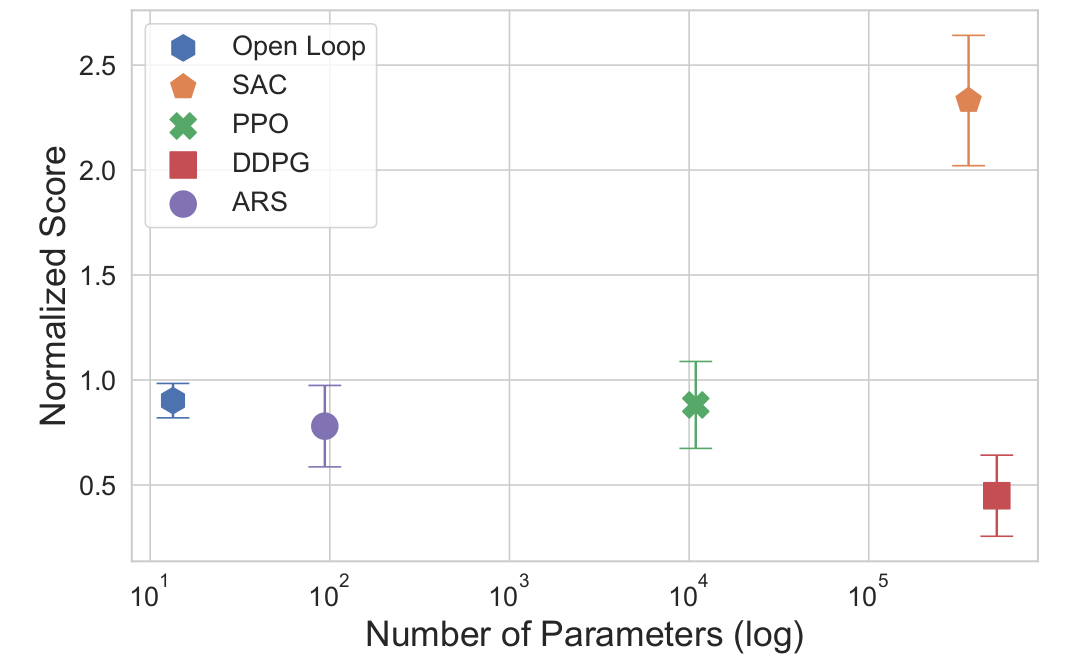 Open Loop
SAC
PPO
DDPG
ARS
Normalized Score
2.5
2.0
1.5
1.0
0.5
10^1 10^2 10^3 10^4 10^5
Number of Parameters (log)